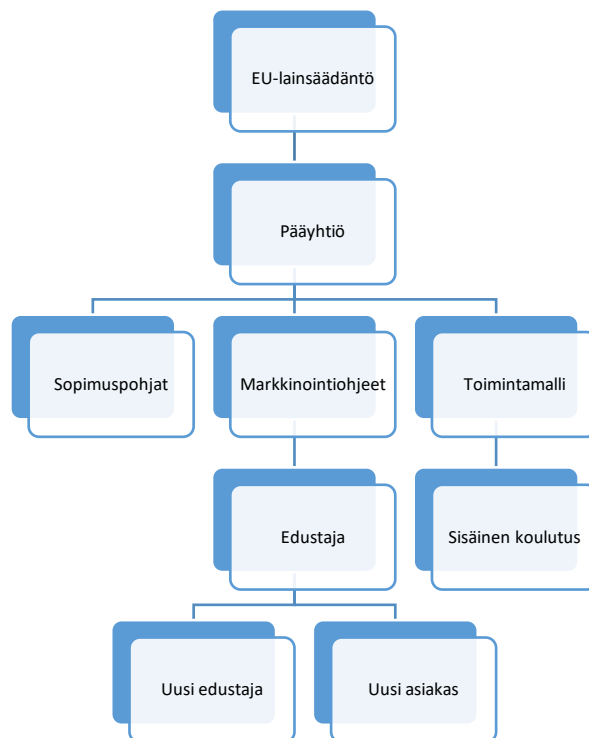 EU-lainsäädäntö
Pääyhtiö
Sopimuspohjat
Markkinointiohjeet
Toimintamalli
Edustaja
Sisäinen koulutus
Uusi edustaja
Uusi asiakas